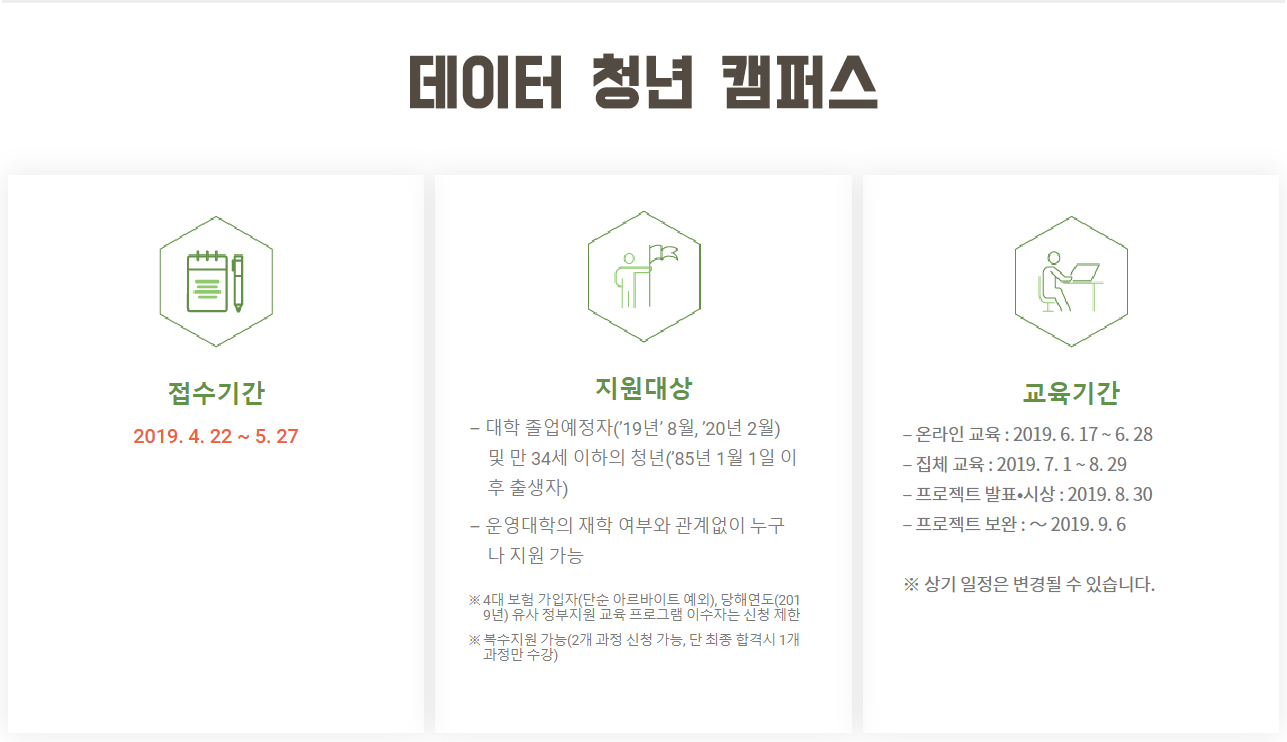 데이터 청년 캠퍼스
접수기간
2019. 4. 22 ~ 5. 27
지원대상
– 대학 졸업예정자(’19년’ 8월, ’20년 2월)
및 만 34세 이하의 청년(’85년 1월 1일 이
후 출생자)
– 운영대학의 재학 여부와 관계없이 누구
나 지원 가능
※ 4대 보험 가입자(단순 아르바이트 예외), 당해연도(201
9년) 유사 정부지원 교육 프로그램 이수자는 신청 제한
※ 복수지원 가능(2개 과정 신청 가능, 단 최종 합격시 1개
과정만 수강)
교육기간
– 온라인 교육 : 2019. 6. 17 ~ 6. 28
– 집체 교육 : 2019. 7. 1 ~ 8. 29
– 프로젝트 발표•시상 : 2019. 8. 30
– 프로젝트 보완 : ～ 2019. 9. 6
※ 상기 일정은 변경될 수 있습니다.